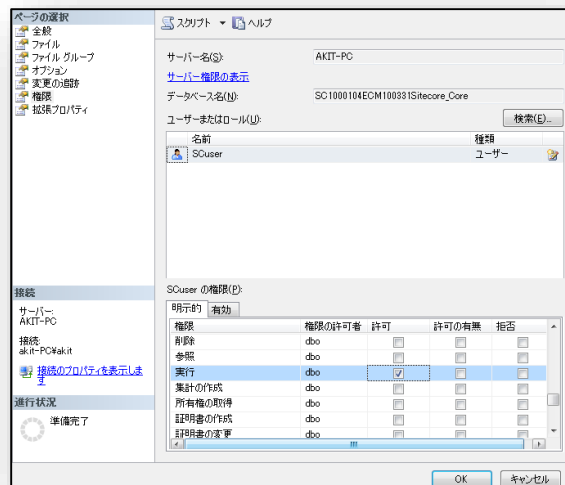 ページの選択
全般
ファイル
ファイル グループ
オプション
変更の追跡
権限
拡張プロパティ
接続
サーバー:
AKIT-PC
接続:
akit-PC¥akit
接続のプロパティを表示しま
す
進行状況
準備完了
スクリプト ヘルプ
サーバー名(S): AKIT-PC
サーバー権限の表示
データベース名(N): SC1000104ECM100331Sitecore_Core
ユーザーまたはロール(U): 検索(E)...
名前 種類
SCuser ユーザー
SCuser の権限(P):
明示的 有効
権限 権限の許可者 許可 許可の有無 拒否
削除 dbo
参照 dbo
実行 dbo
集計の作成 dbo
所有権の取得 dbo
証明書の作成 dbo
証明書の変更 dbo
OK キャンセル